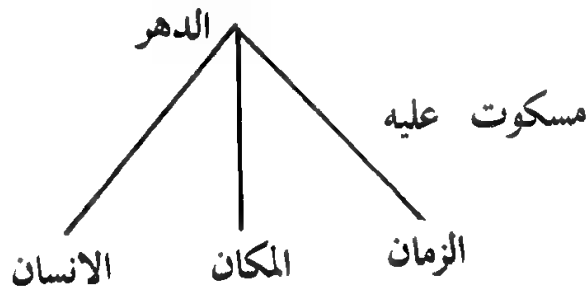 الدهر
مسكوت عليه
الزمان
المكان
الانسان